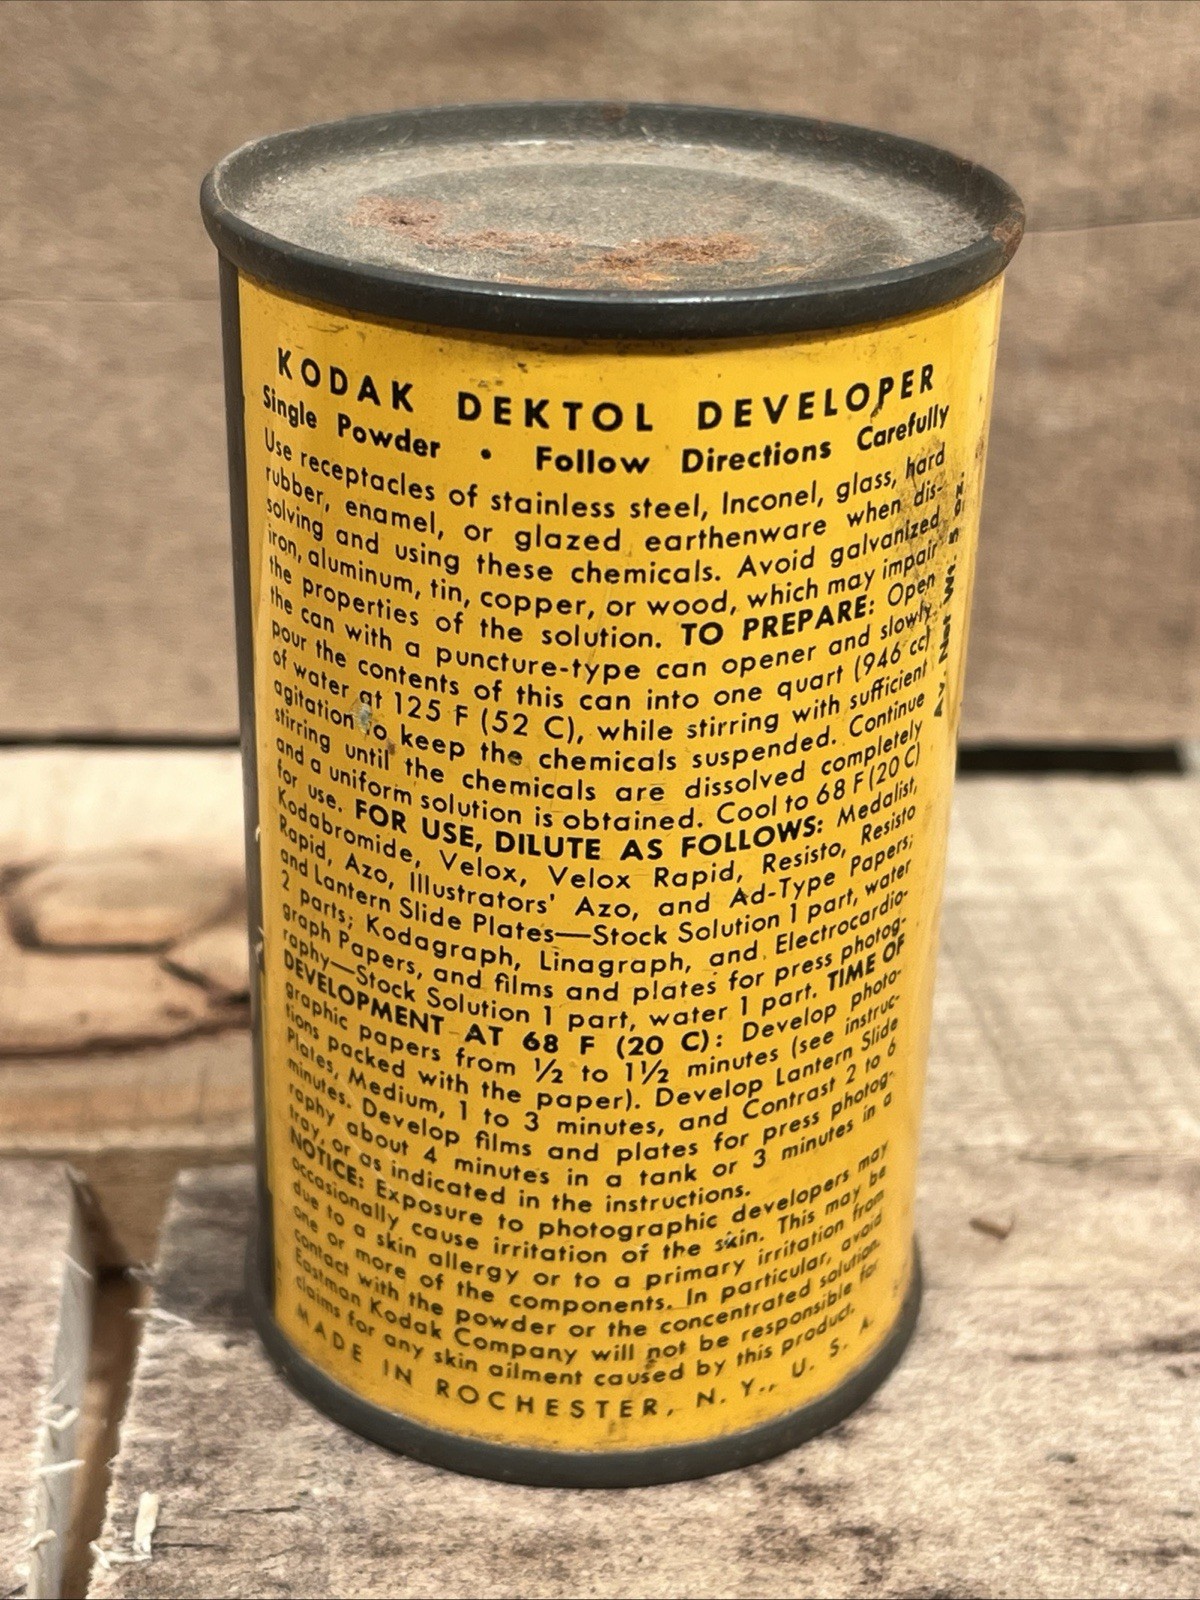 KODAK DEKTOL DEVELOPER
Single Powder • Follow Directions Carefully
Use receptacles of stainless steel, Inconel, glass, hard
rubber, enamel, or glazed earthenware when dis-
solving and using these chemicals. Avoid galvanized
iron, aluminum, tin, copper, or wood, which may impair
the properties of the solution. TO PREPARE: Open
the can with a puncture-type can opener and slowly
pour the contents of this can into one quart (946 cc)
of water at 125 F (52 C), while stirring with sufficient
agitation to keep the chemicals suspended. Continue
stirring until the chemicals are dissolved completely
and a uniform solution is obtained. Cool to 68 F (20 C)
for use. FOR USE, DILUTE AS FOLLOWS: Medalist,
Kodabromide, Velox, Velox Rapid, Resisto, Resisto
Rapid, Azo, Illustrators' Azo, and Ad-Type Papers;
and Lantern Slide Plates—Stock Solution 1 part, water
2 parts; Kodagraph, Linagraph, and Electrocardio-
graph Papers, and films and plates for press photog-
raphy—Stock Solution 1 part, water 1 part. TIME OF
DEVELOPMENT AT 68 F (20 C): Develop photo-
graphic papers from ½ to 1½ minutes (see instruc-
tions packed with the paper). Develop Lantern Slide
Plates, Medium, 1 to 3 minutes, and Contrast 2 to 6
minutes. Develop films and plates for press photog-
raphy about 4 minutes in a tank or 3 minutes in a
tray, or as indicated in the instructions.
NOTICE: Exposure to photographic developers may
occasionally cause irritation of the skin. This may be
due to a skin allergy or to a primary irritation from
one or more of the components. In particular, avoid
contact with the powder or the concentrated solution.
Eastman Kodak Company will not be responsible for
claims for any skin ailment caused by this product.
MADE IN ROCHESTER, N. Y., U. S. A.
Av. Net Wt. 5 oz.